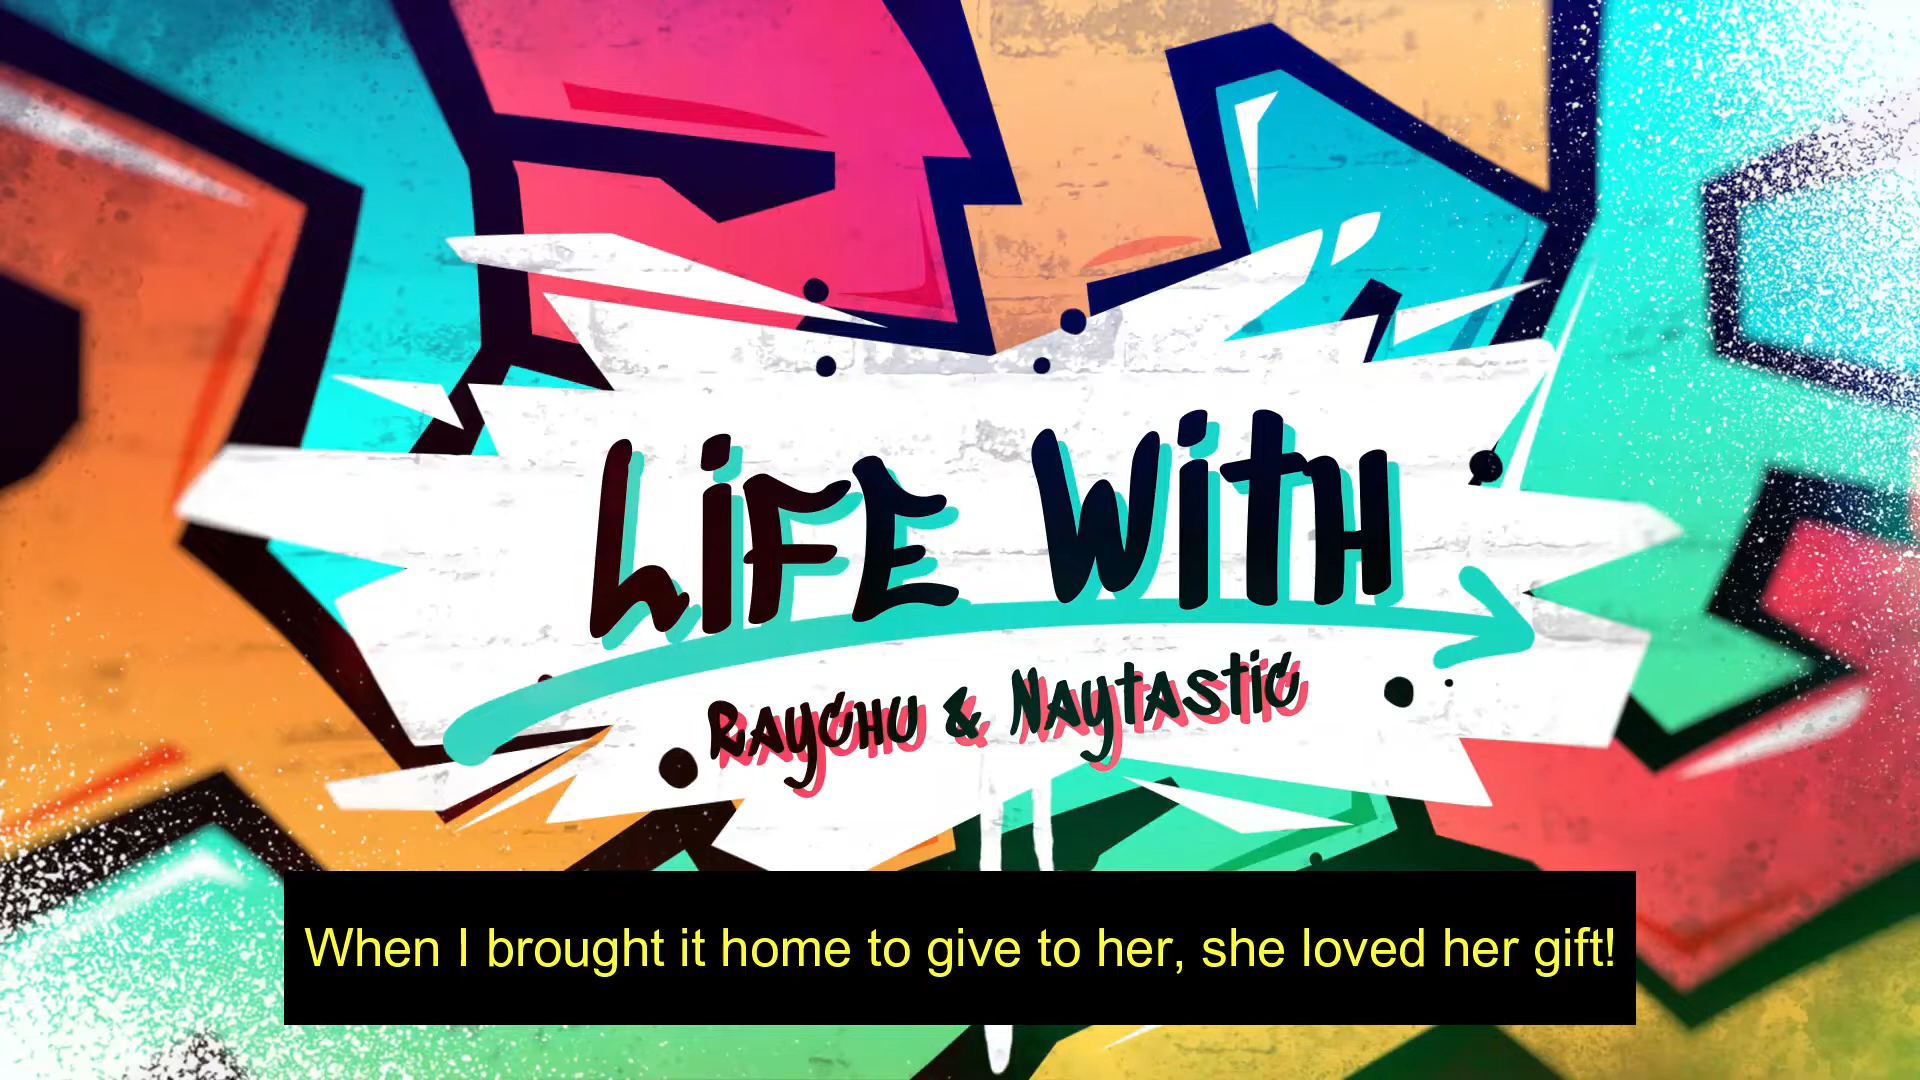 LiFE WiTH
RAYCHU & NAYTASTiC
When I brought it home to give to her, she loved her gift!